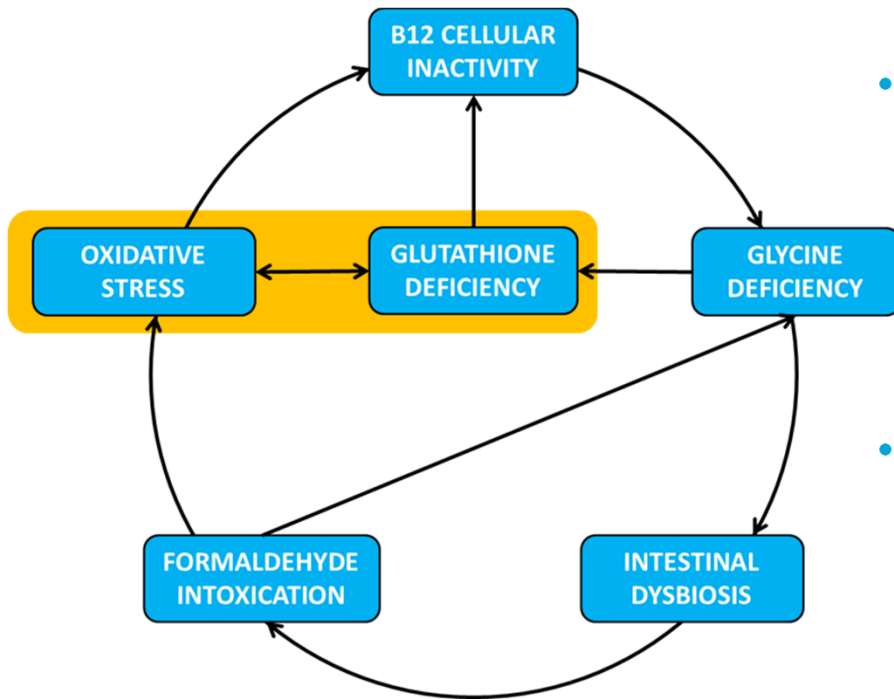 B12 CELLULAR
INACTIVITY
OXIDATIVE
STRESS
GLUTATHIONE
DEFICIENCY
GLYCINE
DEFICIENCY
FORMALDEHYDE
INTOXICATION
INTESTINAL
DYSBIOSIS